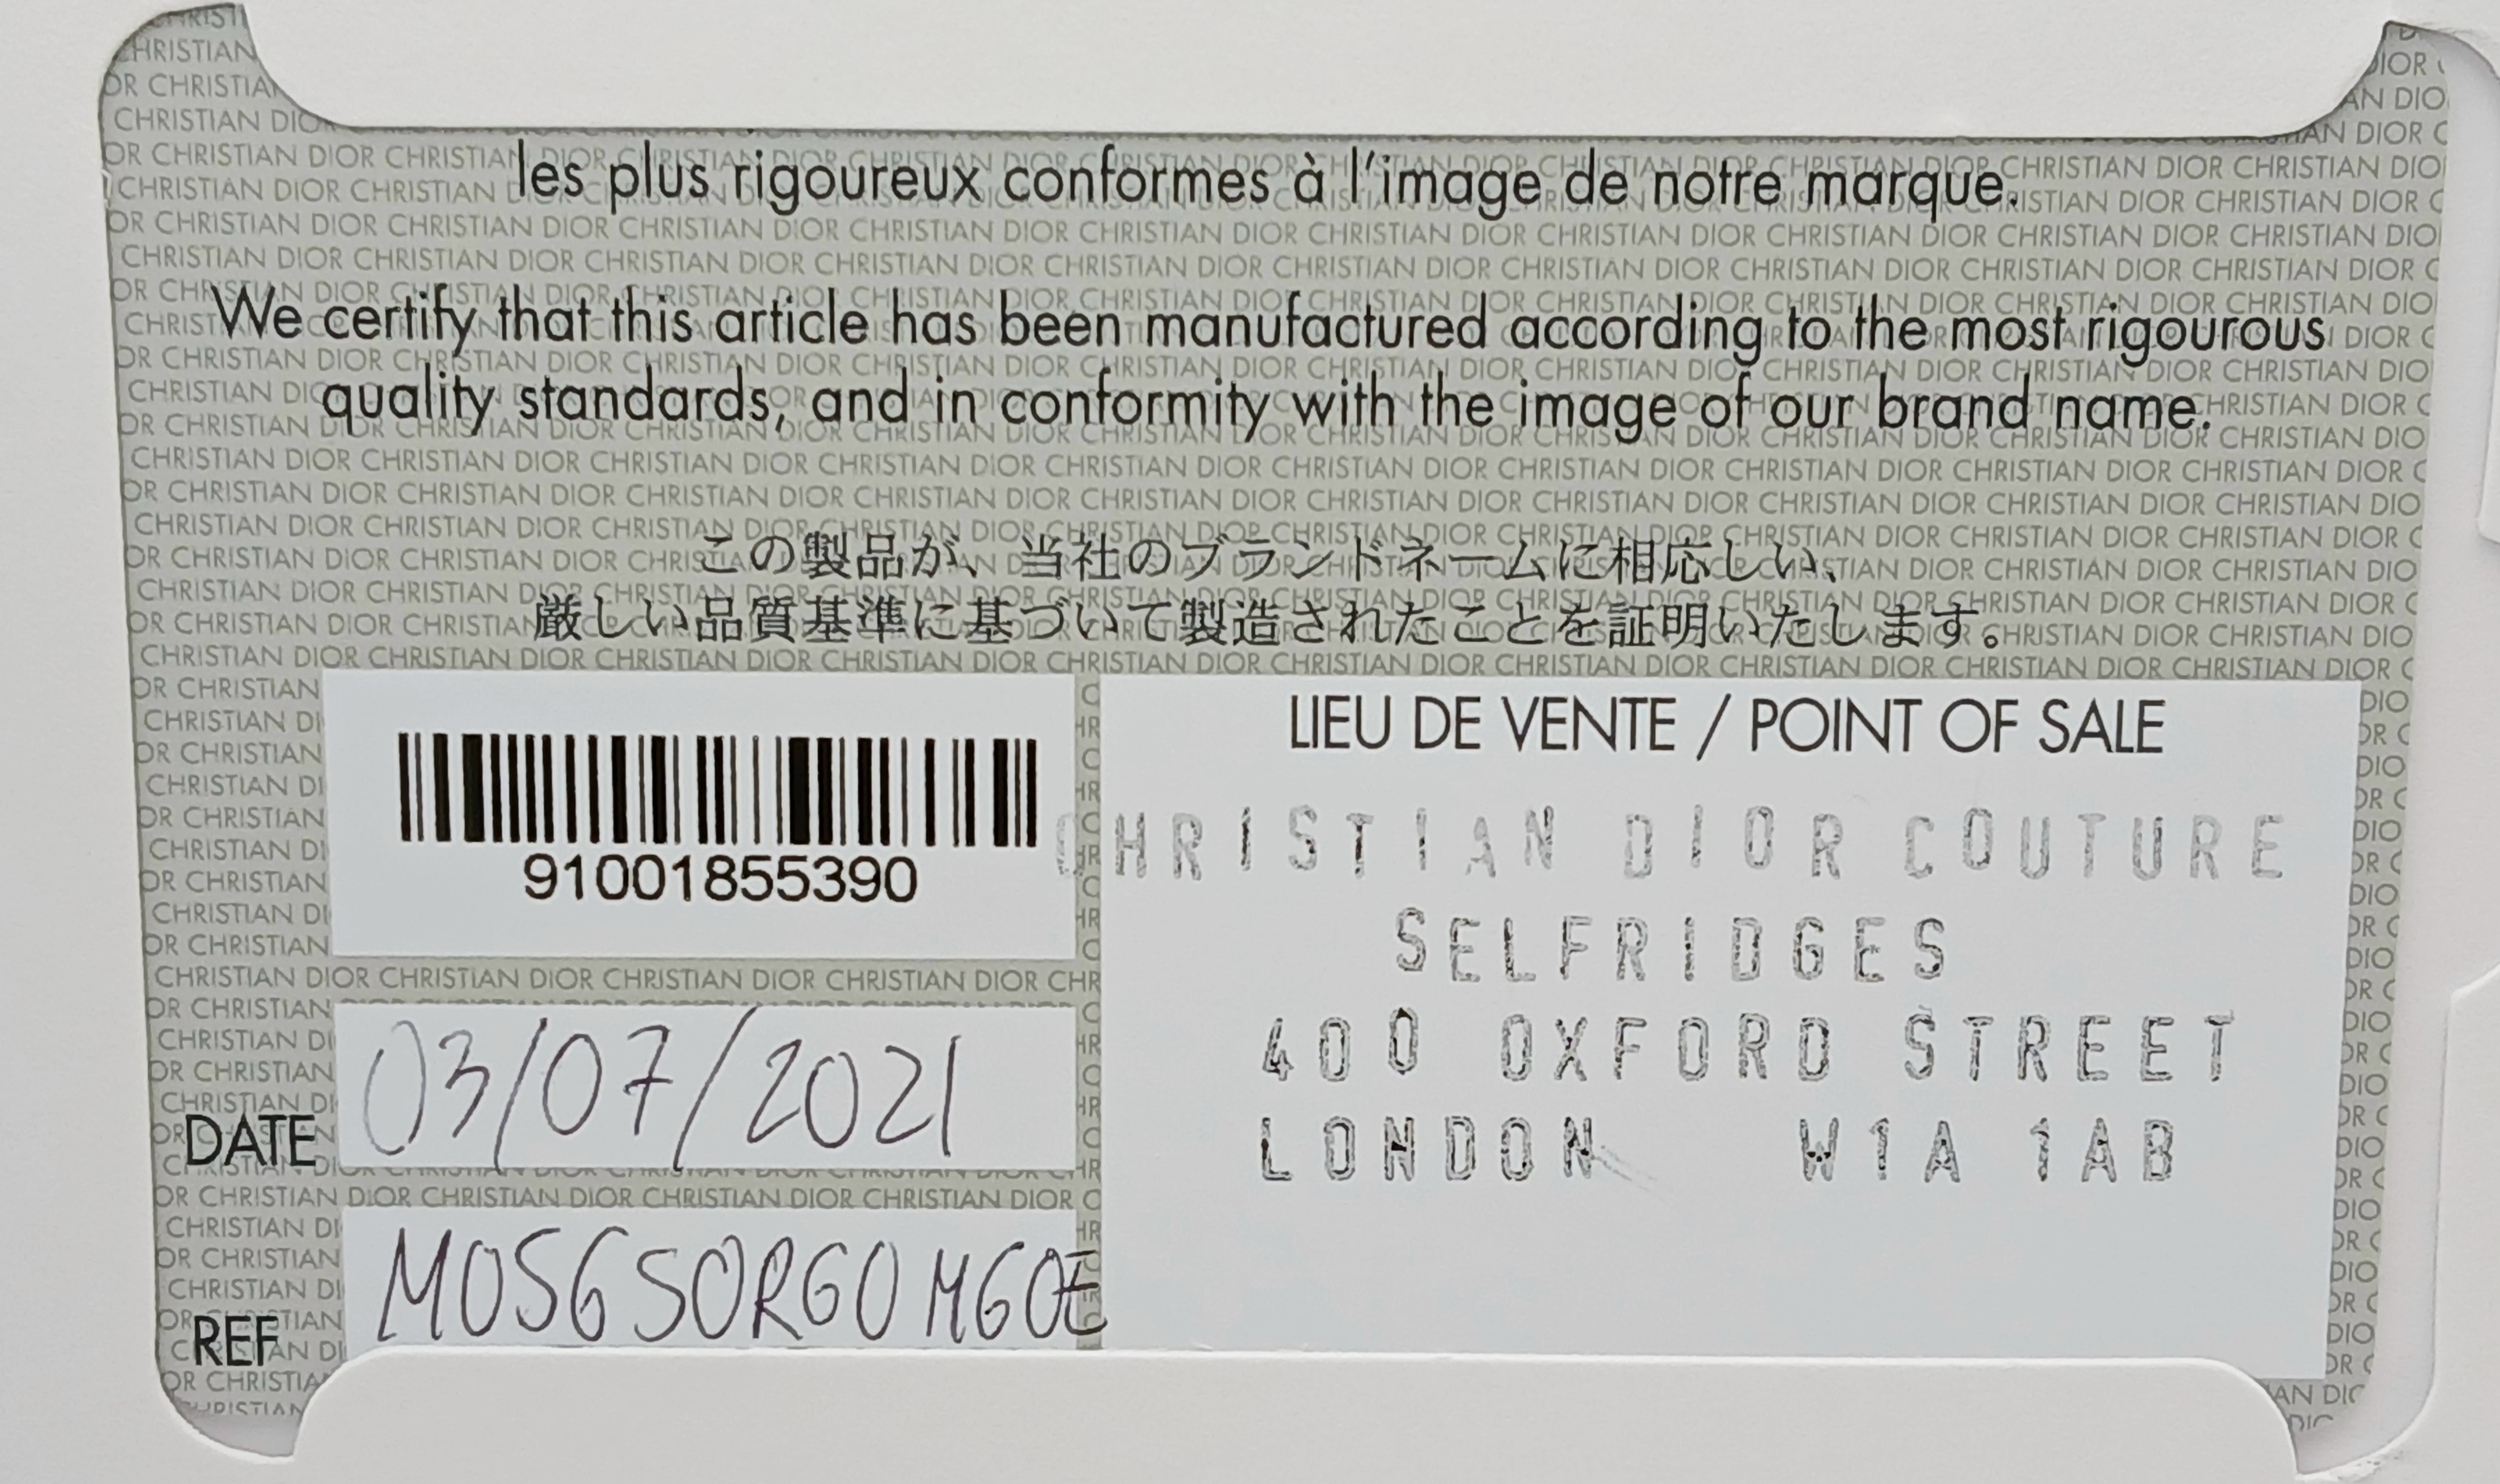 les plus rigoureux conformes à l'image de notre marque.
We certify that this article has been manufactured according to the most rigourous
quality standards, and in conformity with the image of our brand name.
この製品が、当社のブランドネームに相応しい、
厳しい品質基準に基づいて製造されたことを証明いたします。
91001855390
LIEU DE VENTE / POINT OF SALE
CHRISTIAN DIOR COUTURE
SELFRIDGES
400 OXFORD STREET
LONDON W1A 1AB
DATE 03/07/2021
REF M0565ORGOM60E